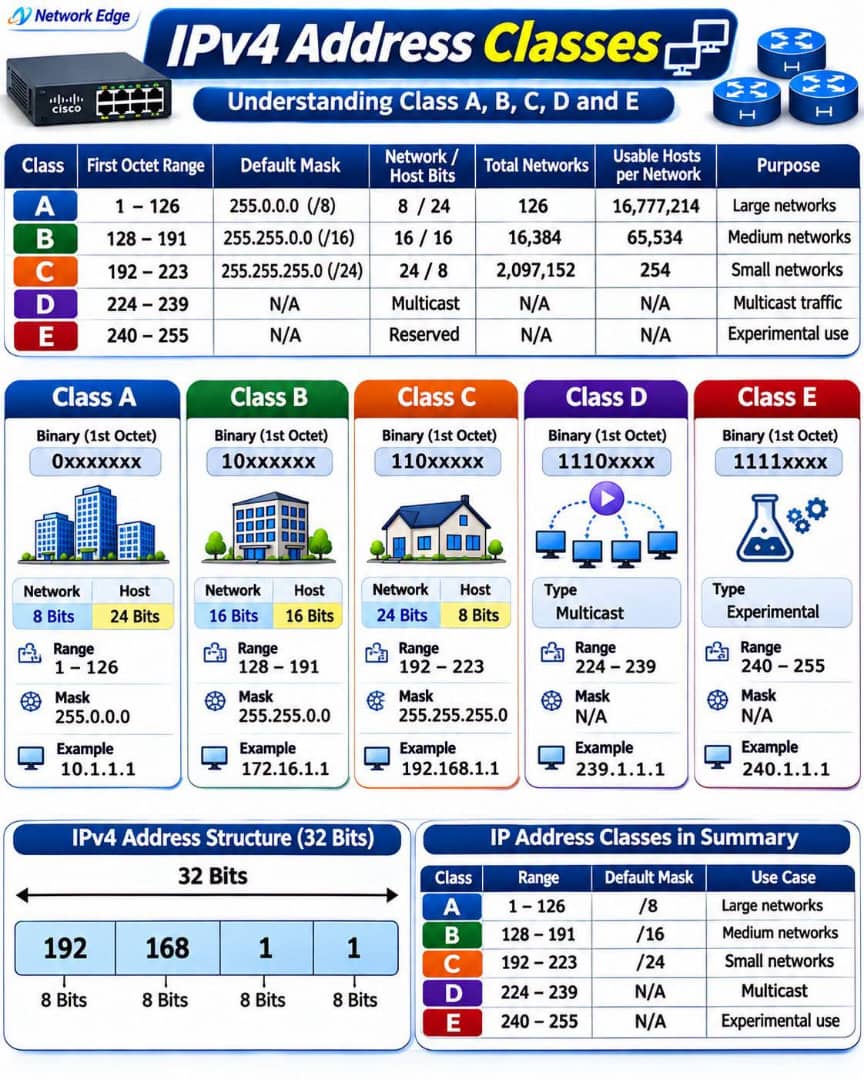 Network Edge
IPv4 Address Classes
cisco
Understanding Class A, B, C, D and E
Class First Octet Range Default Mask Network / Host Bits Total Networks Usable Hosts per Network Purpose
A 1 – 126 255.0.0.0 (/8) 8 / 24 126 16,777,214 Large networks
B 128 – 191 255.255.0.0 (/16) 16 / 16 16,384 65,534 Medium networks
C 192 – 223 255.255.255.0 (/24) 24 / 8 2,097,152 254 Small networks
D 224 – 239 N/A Multicast N/A N/A Multicast traffic
E 240 – 255 N/A Reserved N/A N/A Experimental use
Class A
Binary (1st Octet)
0xxxxxxx
Network Host
8 Bits 24 Bits
Range
1 – 126
Mask
255.0.0.0
Example
10.1.1.1
Class B
Binary (1st Octet)
10xxxxxx
Network Host
16 Bits 16 Bits
Range
128 – 191
Mask
255.255.0.0
Example
172.16.1.1
Class C
Binary (1st Octet)
110xxxxx
Network Host
24 Bits 8 Bits
Range
192 – 223
Mask
255.255.255.0
Example
192.168.1.1
Class D
Binary (1st Octet)
1110xxxx
Type
Multicast
Range
224 – 239
Mask
N/A
Example
239.1.1.1
Class E
Binary (1st Octet)
1111xxxx
Type
Experimental
Range
240 – 255
Mask
N/A
Example
240.1.1.1
IPv4 Address Structure (32 Bits)
32 Bits
192 168 1 1
8 Bits 8 Bits 8 Bits 8 Bits
IP Address Classes in Summary
Class Range Default Mask Use Case
A 1 – 126 /8 Large networks
B 128 – 191 /16 Medium networks
C 192 – 223 /24 Small networks
D 224 – 239 N/A Multicast
E 240 – 255 N/A Experimental use